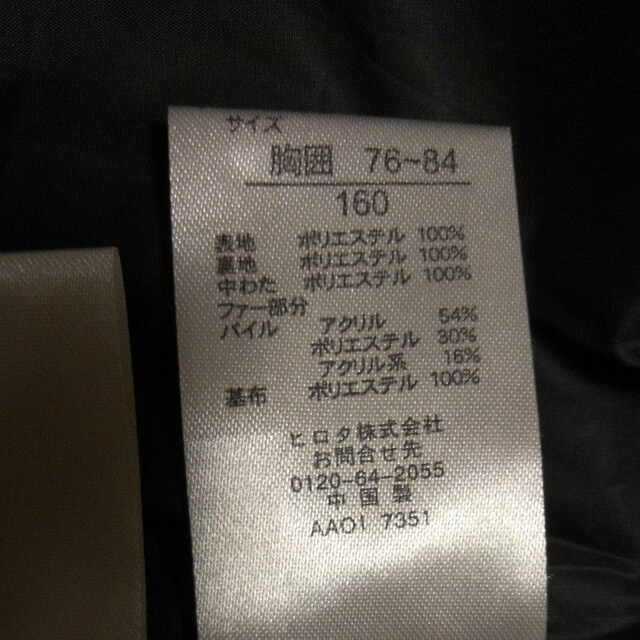 サイズ
胸囲 76~84
160
表地 ポリエステル 100%
裏地 ポリエステル 100%
中わた ポリエステル 100%
ファー部分
パイル アクリル 54%
ポリエステル 30%
アクリル系 16%
基布 ポリエステル 100%
ヒロタ株式会社
お問合せ先
0120-64-2055
中国製
AAOI 7351